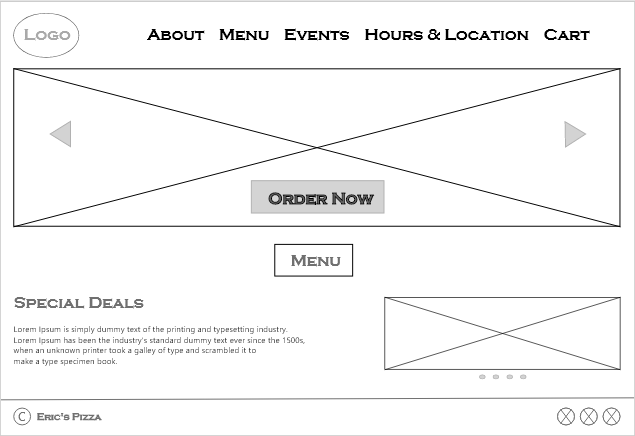 Logo
About Menu Events Hours & Location Cart
Order Now
Menu
Special Deals
Lorem Ipsum is simply dummy text of the printing and typesetting industry.
Lorem Ipsum has been the industry's standard dummy text ever since the 1500s,
when an unknown printer took a galley of type and scrambled it to
make a type specimen book.
C Eric's Pizza